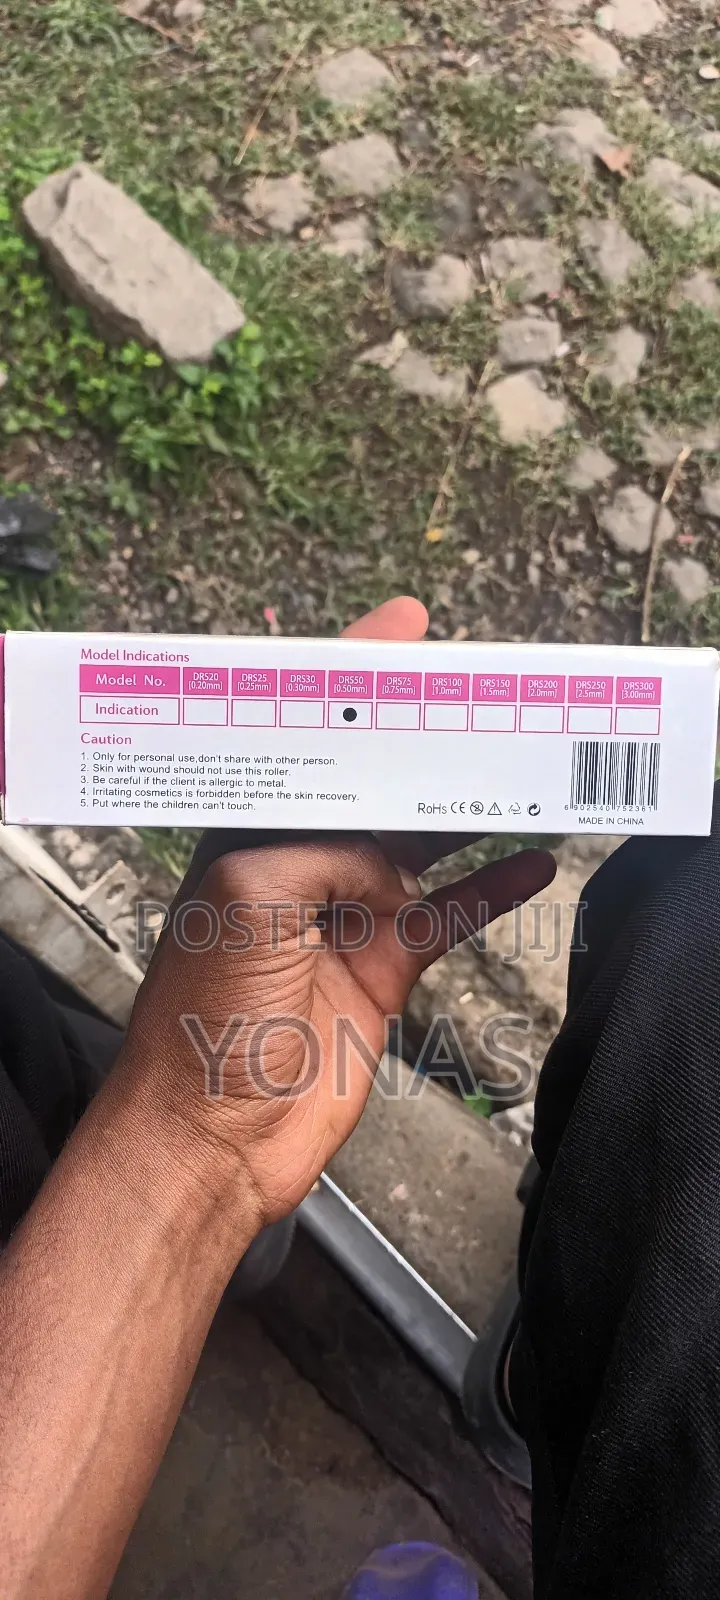 Model Indications
Model No. DRS20 [0.20mm] DRS25 [0.25mm] DRS30 [0.30mm] DRS50 [0.50mm] DRS75 [0.75mm] DRS100 [1.0mm] DRS150 [1.5mm] DRS200 [2.0mm] DRS250 [2.5mm] DRS300 [3.00mm]
Indication ●
Caution
1. Only for personal use,don't share with other person.
2. Skin with wound should not use this roller.
3. Be careful if the client is allergic to metal.
4. Irritating cosmetics is forbidden before the skin recovery.
5. Put where the children can't touch.
RoHs CE
6 902540 752361
MADE IN CHINA
POSTED ON JIJI
YONAS